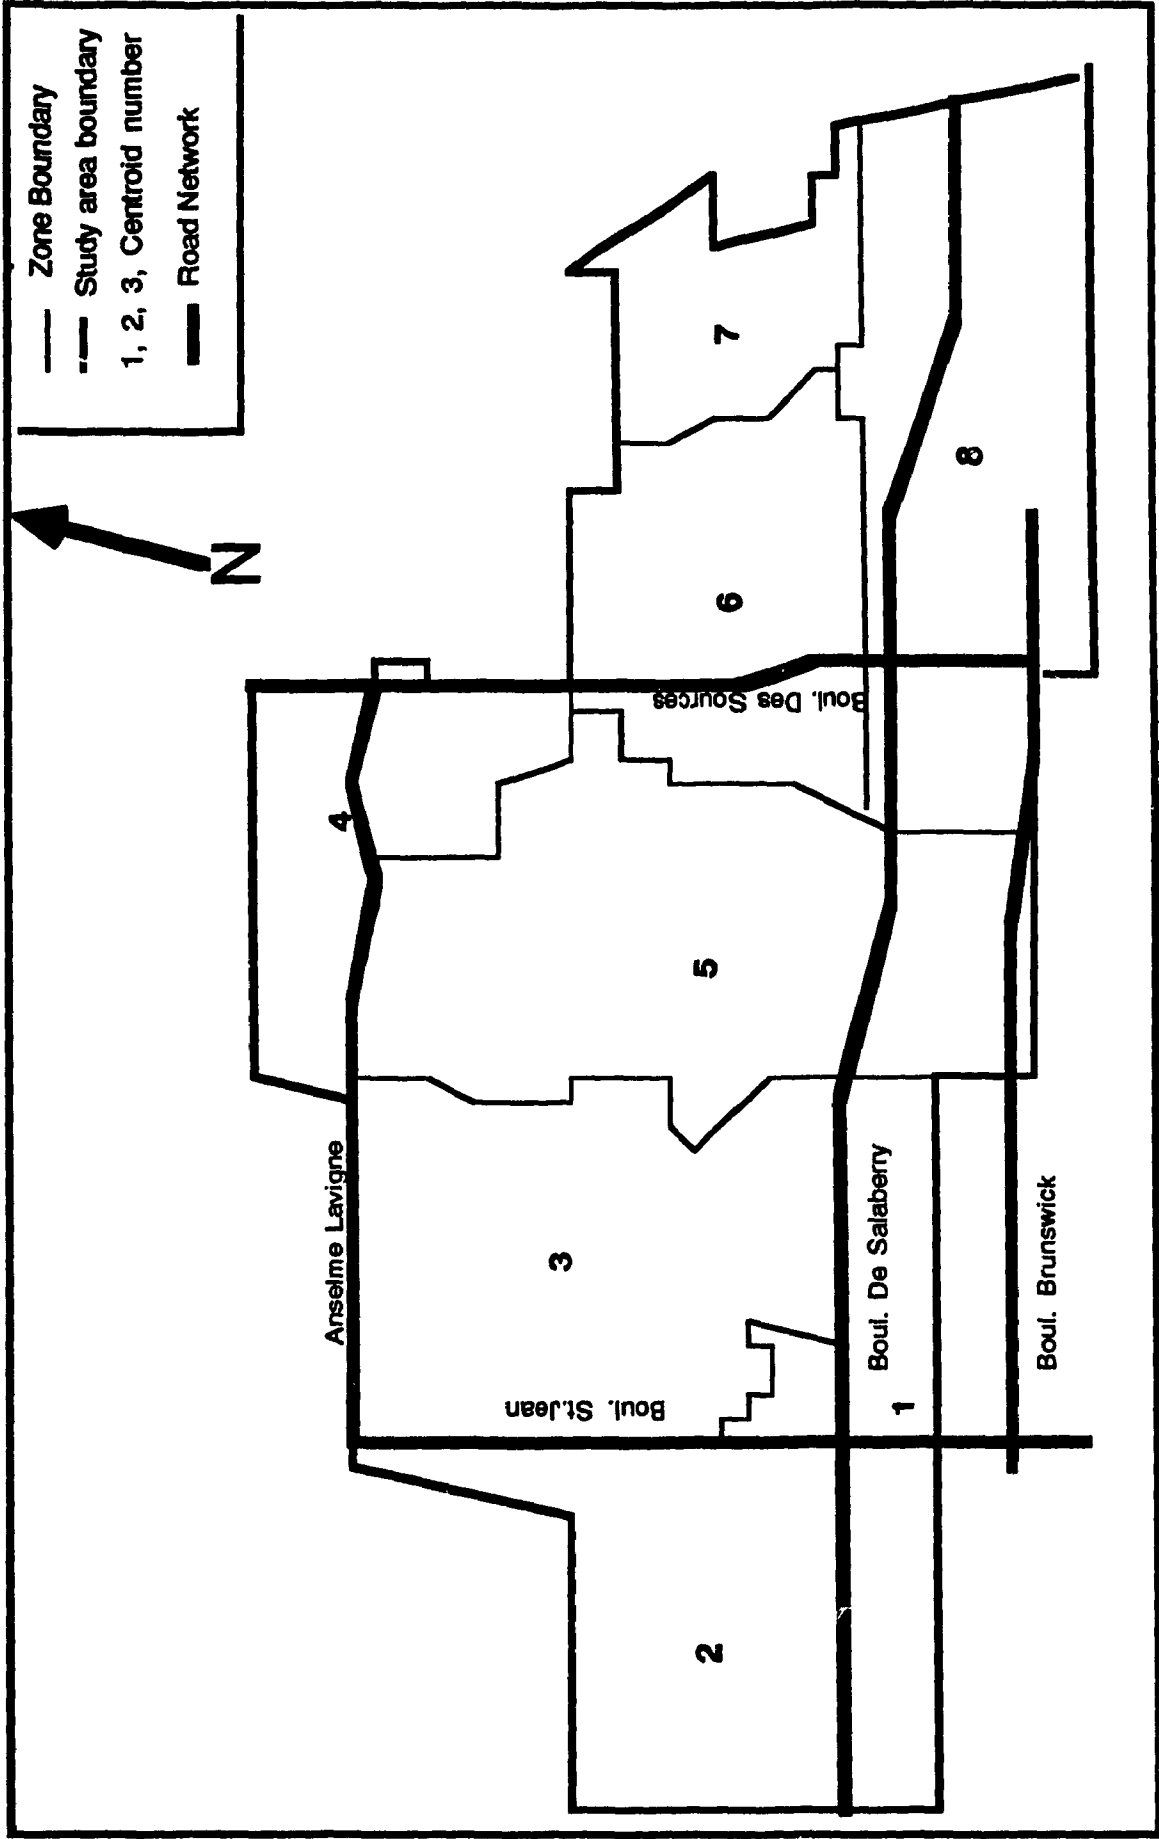 Zone Boundary
Study area boundary
1, 2, 3, Centroid number
Road Network
N
Anselme Lavigne
4
Boul. Des Sources
Boul. St.Jean
3
5
6
7
2
1
8
Boul. De Salaberry
Boul. Brunswick